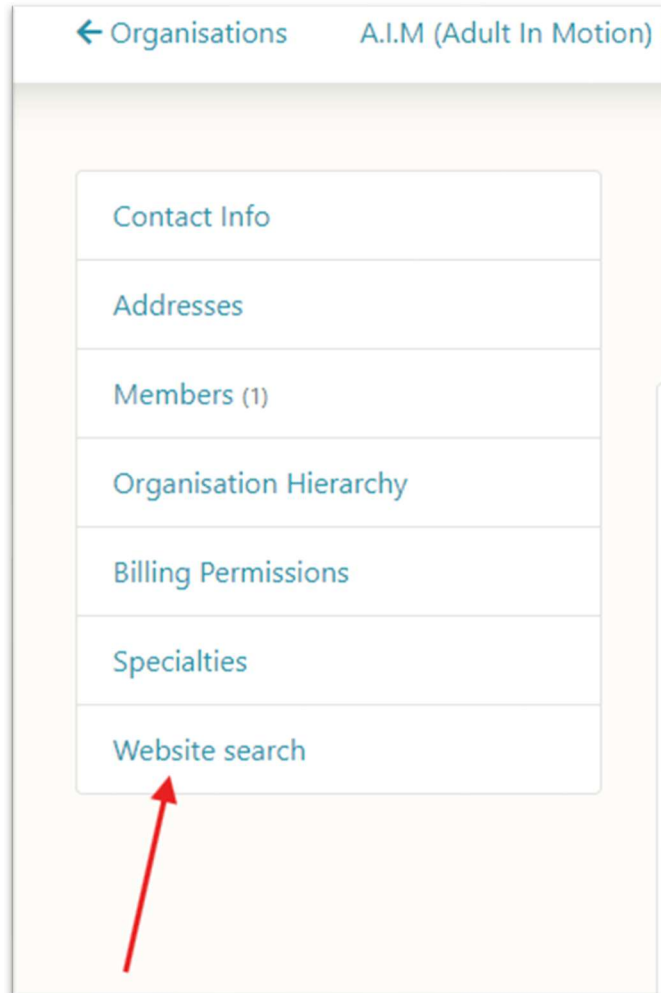 ← Organisations A.I.M (Adult In Motion)
Contact Info
Addresses
Members (1)
Organisation Hierarchy
Billing Permissions
Specialties
Website search